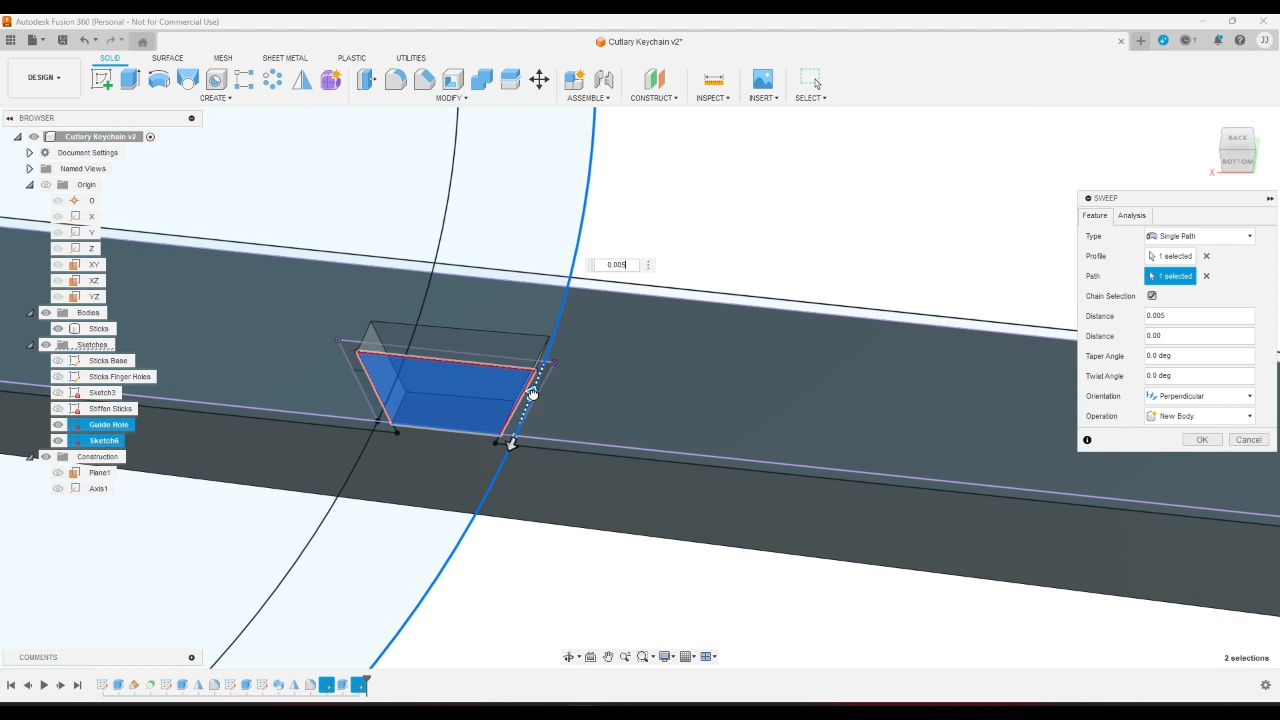 Autodesk Fusion 360 (Personal - Not for Commercial Use)
Cutlary Keychain v2*
1
JJ
SOLID SURFACE MESH SHEET METAL PLASTIC UTILITIES
DESIGN
CREATE MODIFY ASSEMBLE CONSTRUCT INSPECT INSERT SELECT
BROWSER
Cutlary Keychain v2
Document Settings
Named Views
Origin
O
X
Y
Z
XY
XZ
YZ
Bodies
Sticks
Sketches
Sticks Base
Sticks Finger Holes
Sketch3
Stiffen Sticks
Guide Hole
Sketch6
Construction
Plane1
Axis1
0.005
BACK
BOTTOM
X
SWEEP
Feature Analysis
Type Single Path
Profile 1 selected
Path 1 selected
Chain Selection
Distance 0.005
Distance 0.00
Taper Angle 0.0 deg
Twist Angle 0.0 deg
Orientation Perpendicular
Operation New Body
OK Cancel
COMMENTS
2 selections